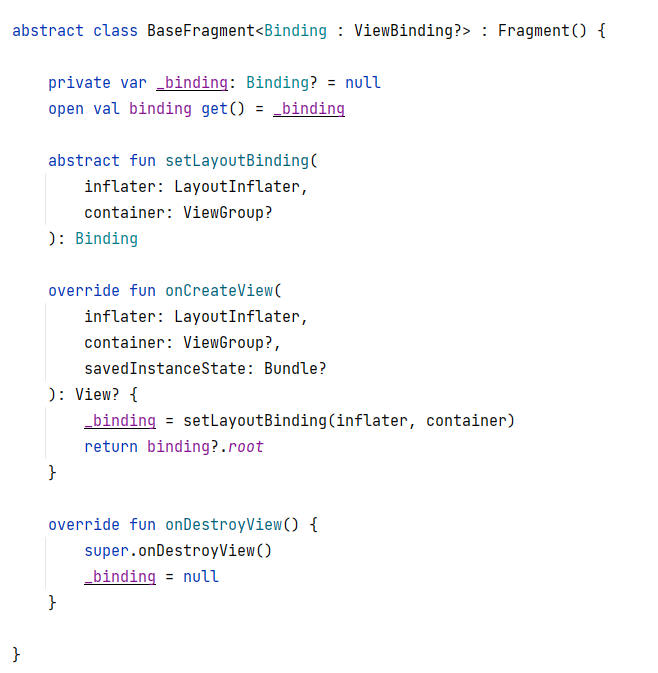 abstract class BaseFragment<Binding : ViewBinding?> : Fragment() {
    private var _binding: Binding? = null
    open val binding get() = _binding
    abstract fun setLayoutBinding(
        inflater: LayoutInflater,
        container: ViewGroup?
    ): Binding
    override fun onCreateView(
        inflater: LayoutInflater,
        container: ViewGroup?,
        savedInstanceState: Bundle?
    ): View? {
        _binding = setLayoutBinding(inflater, container)
        return binding?.root
    }
    override fun onDestroyView() {
        super.onDestroyView()
        _binding = null
    }
}